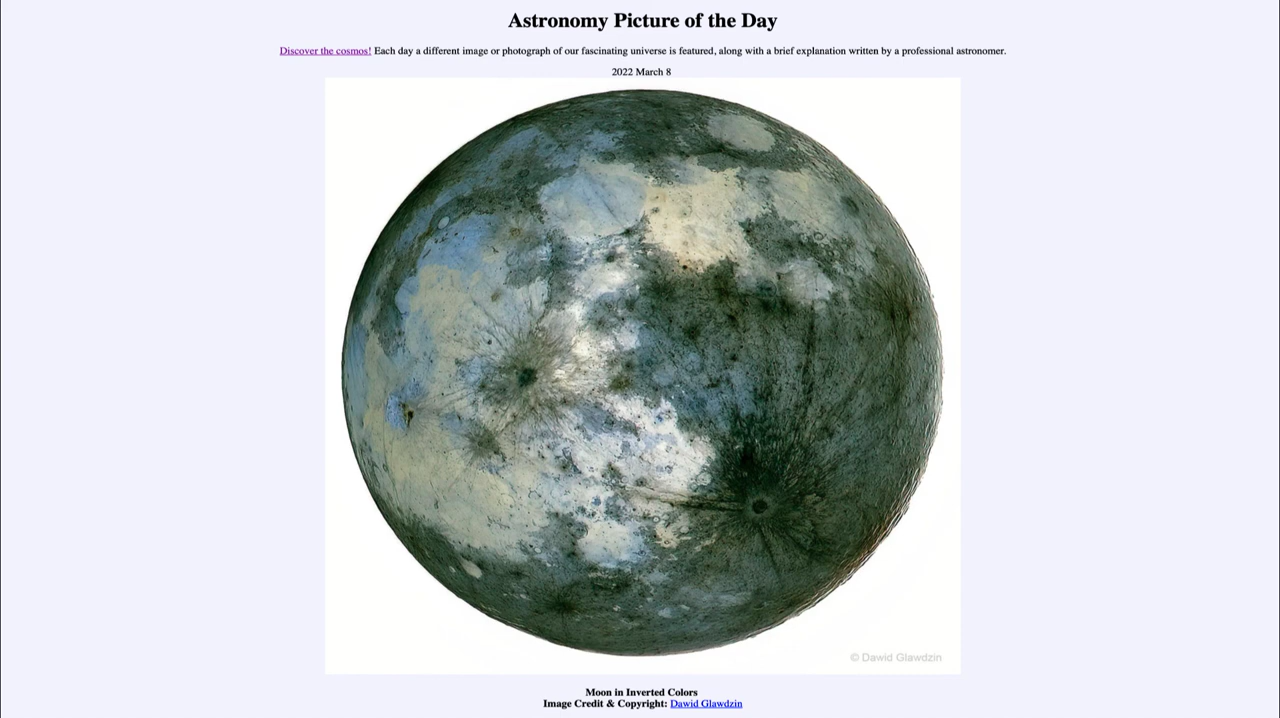 Astronomy Picture of the Day
Discover the cosmos! Each day a different image or photograph of our fascinating universe is featured, along with a brief explanation written by a professional astronomer.
2022 March 8
© Dawid Glawdzin
Moon in Inverted Colors
Image Credit & Copyright: Dawid Glawdzin